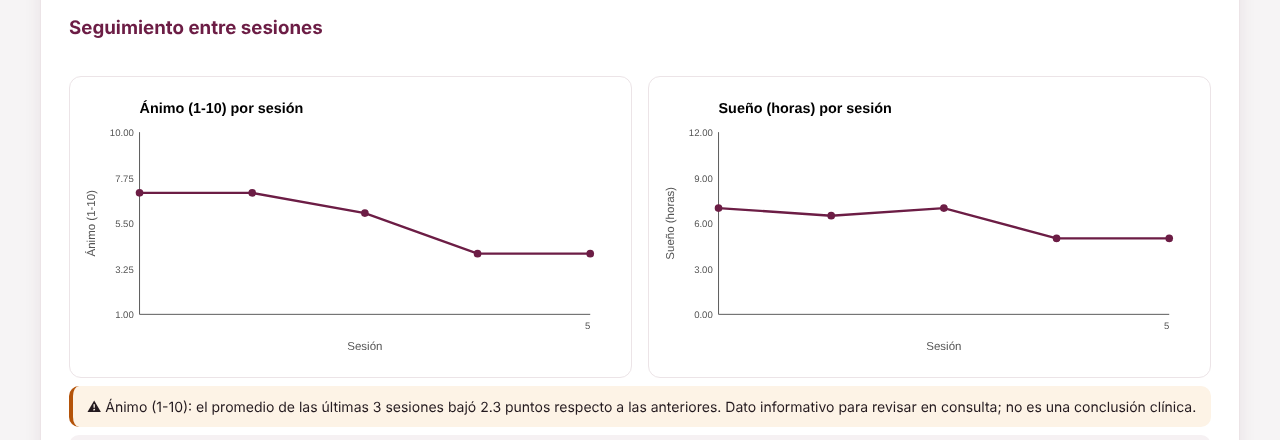 Seguimiento entre sesiones
Ánimo (1-10) por sesión
10.00
7.75
5.50
3.25
1.00
Ánimo (1-10)
5
Sesión
Sueño (horas) por sesión
12.00
9.00
6.00
3.00
0.00
Sueño (horas)
5
Sesión
⚠ Ánimo (1-10): el promedio de las últimas 3 sesiones bajó 2.3 puntos respecto a las anteriores. Dato informativo para revisar en consulta; no es una conclusión clínica.